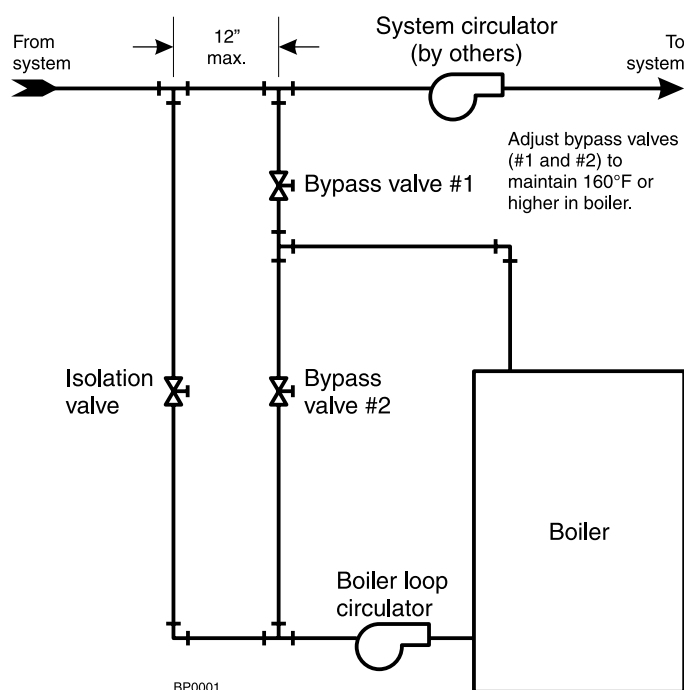 From
system
12”
max.
System circulator
(by others)
To
system
Adjust bypass valves
(#1 and #2) to
maintain 160°F or
higher in boiler.
Bypass valve #1
Isolation
valve
Bypass
valve #2
Boiler
Boiler loop
circulator
BP0001